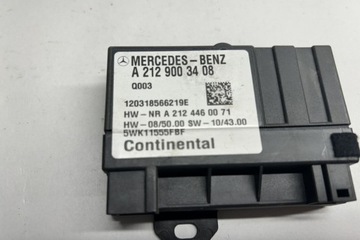 MERCEDES-BENZ
A 212 900 34 08
Q003
120318566219E
HW-NR A 212 446 00 71
HW-08/50.00 SW-10/43.00
5WK11555FBF
Continental